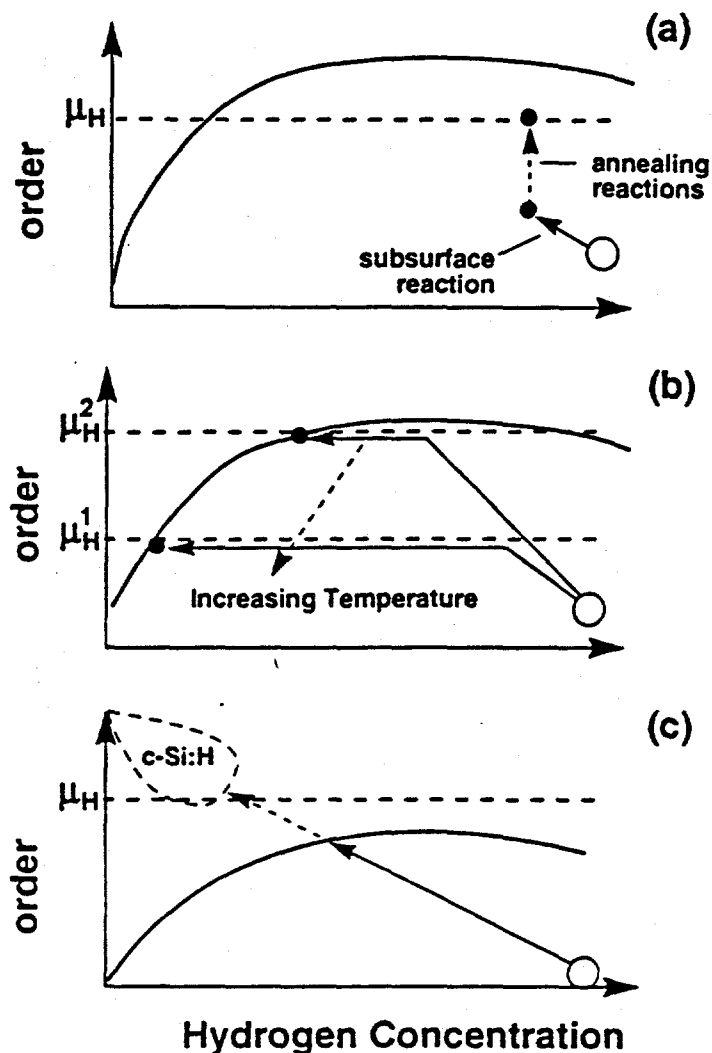 (a)
μH
order
annealing
reactions
subsurface
reaction
(b)
μ²H
μ¹H
order
Increasing Temperature
(c)
c-Si:H
μH
order
Hydrogen Concentration